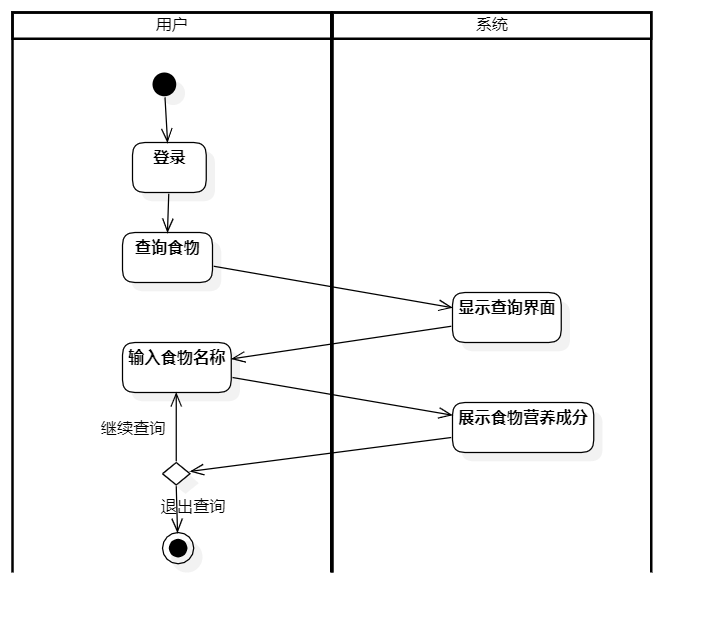 用户
系统
登录
查询食物
显示查询界面
输入食物名称
展示食物营养成分
继续查询
退出查询